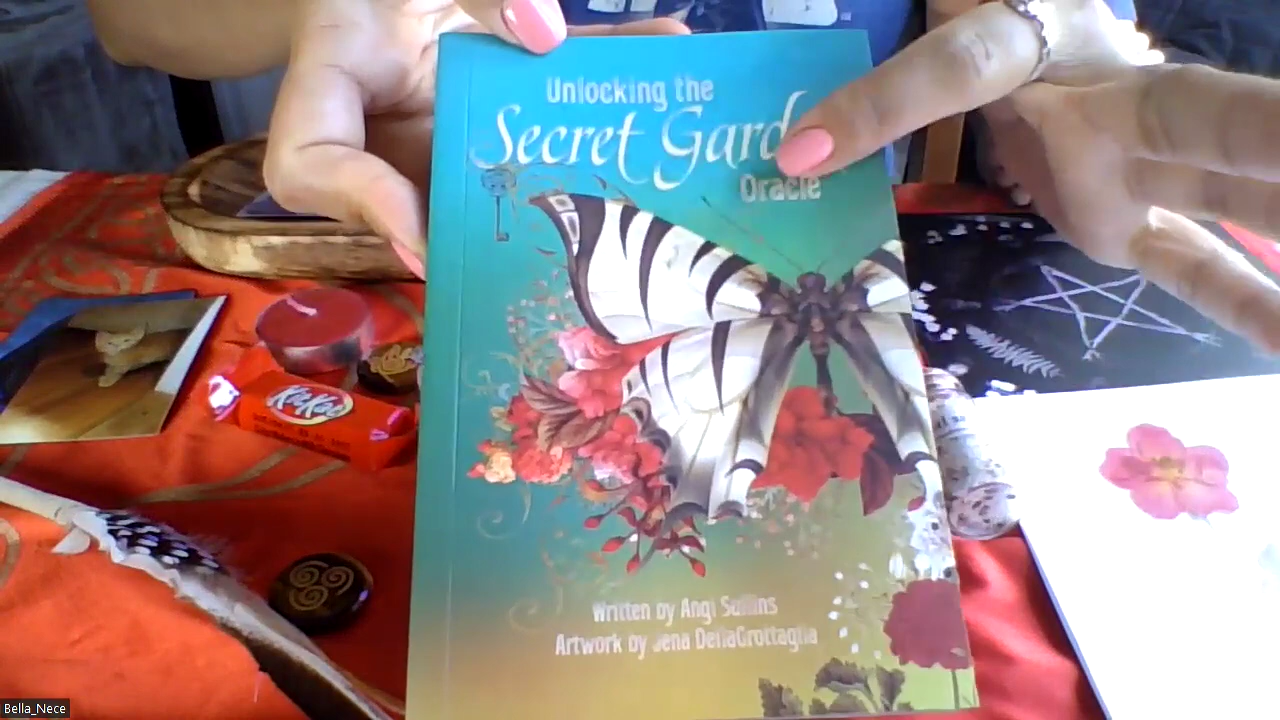 Unlocking the
Secret Gard
Oracle
Written by Angi Sullins
Artwork by Jena DellaGrottaglia
KitKat
Bella_Nece